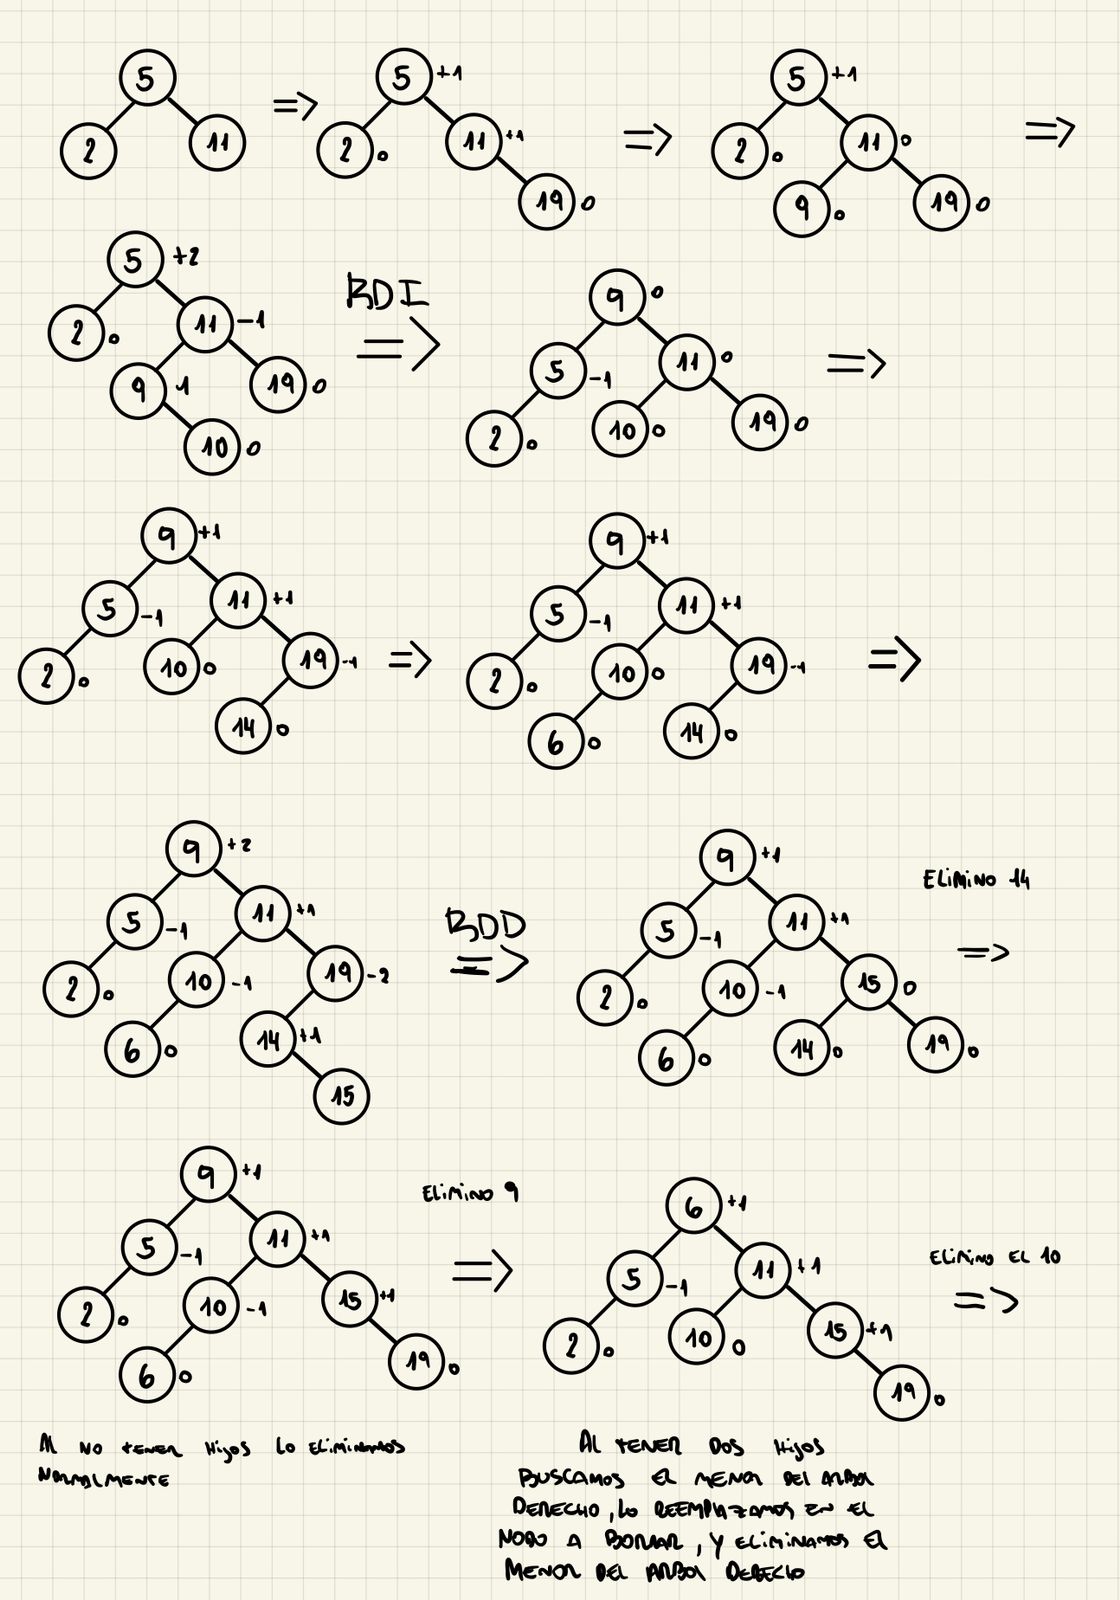 5 5 +1 5 +1
=> => =>
2 11 2 0 11 +1 2 0 11 0
19 0 9 0 19 0
5 +2 RDI 9 0
2 0 11 -1 => 5 -1 11 0 =>
9 1 19 0 2 0 10 0 19 0
10 0
9 +1 9 +1
5 -1 11 +1 5 -1 11 +1
2 0 10 0 19 -1 => 2 0 10 0 19 -1 =>
14 0 6 0 14 0
9 +2 9 +1 ELIMINO 14
5 -1 11 +1 RDD 5 -1 11 +1
=> =>
2 0 10 -1 19 -2 2 0 10 -1 15 0
6 0 14 +1 6 0 14 0 19 0
15
9 +1 ELIMINO 9 6 +1
5 -1 11 +1 => 5 -1 11 +1 ELIMINO EL 10
2 0 10 -1 15 +1 2 0 10 0 15 +1 =>
6 0 19 0 19 0
AL NO TENER HIJOS LO ELIMINAMOS
NORMALMENTE
AL TENER DOS HIJOS
BUSCAMOS EL MENOR DEL ARBOL
DERECHO, LO REEMPLAZAMOS EN EL
NODO A BORRAR, Y ELIMINAMOS EL
MENOR DEL ARBOL DERECHO